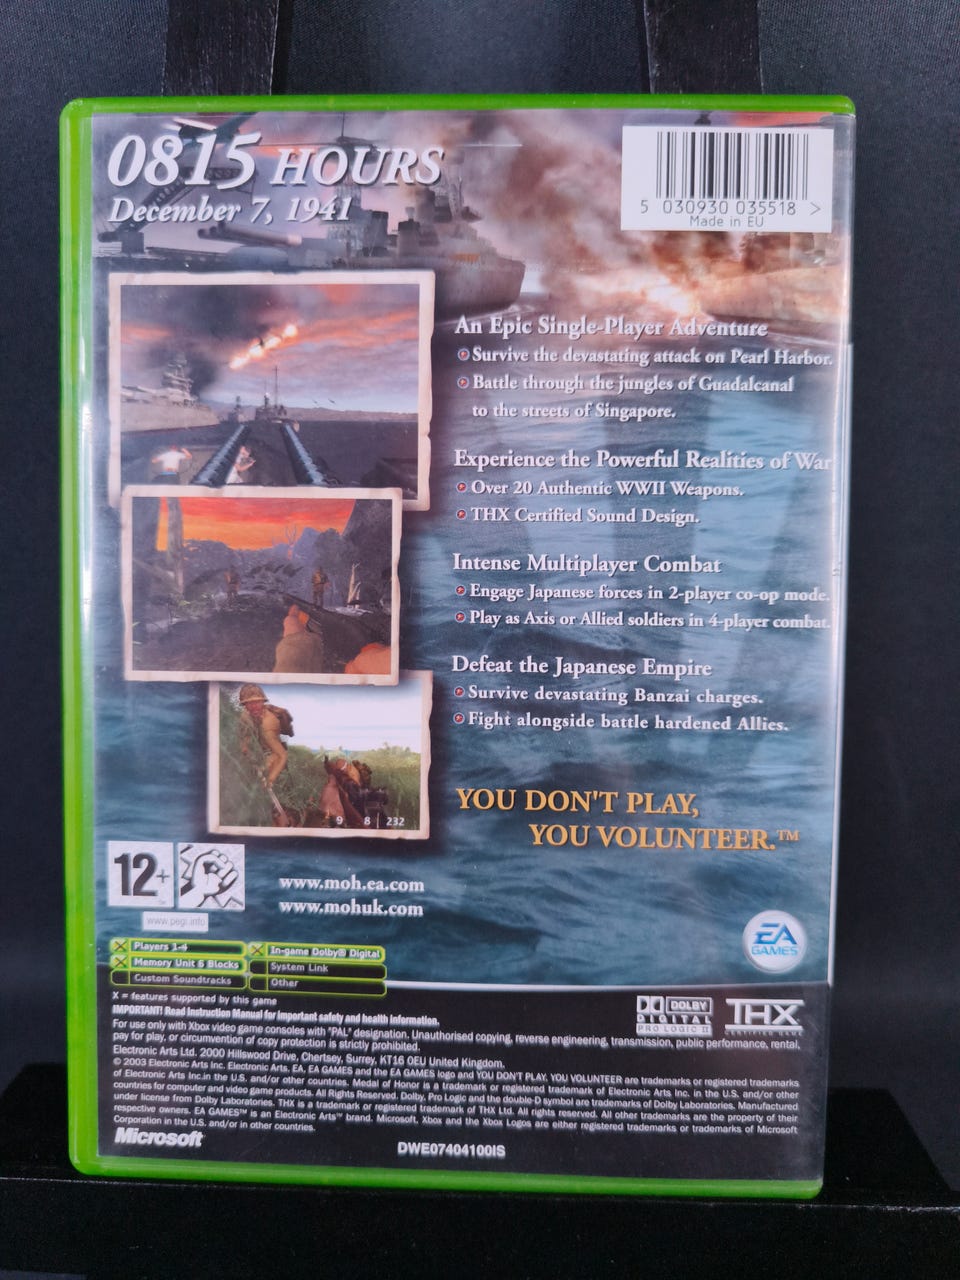 0815 HOURS
December 7, 1941
5 030930 035518 >
Made in EU
An Epic Single-Player Adventure
Survive the devastating attack on Pearl Harbor.
Battle through the jungles of Guadalcanal
to the streets of Singapore.
Experience the Powerful Realities of War
Over 20 Authentic WWII Weapons.
THX Certified Sound Design.
Intense Multiplayer Combat
Engage Japanese forces in 2-player co-op mode.
Play as Axis or Allied soldiers in 4-player combat.
Defeat the Japanese Empire
Survive devastating Banzai charges.
Fight alongside battle hardened Allies.
9 8 232
YOU DON'T PLAY,
YOU VOLUNTEER.™
12+
www.pegi.info
www.moh.ea.com
www.mohuk.com
EA
GAMES
X Players 1-4
X Memory Unit 6 Blocks
Custom Soundtracks
X In-game Dolby® Digital
System Link
Other
X = features supported by this game
DOLBY
DIGITAL
PRO LOGIC II
THX
CERTIFIED GAME
IMPORTANT! Read Instruction Manual for important safety and health information.
For use only with Xbox video game consoles with "PAL" designation. Unauthorised copying, reverse engineering, transmission, public performance, rental,
pay for play, or circumvention of copy protection is strictly prohibited.
Electronic Arts Ltd. 2000 Hillswood Drive, Chertsey, Surrey, KT16 0EU United Kingdom.
© 2003 Electronic Arts Inc. Electronic Arts, EA, EA GAMES and the EA GAMES logo and YOU DON'T PLAY. YOU VOLUNTEER are trademarks or registered trademarks
of Electronic Arts Inc.in the U.S. and/or other countries. Medal of Honor is a trademark or registered trademark of Electronic Arts Inc. in the U.S. and/or other
countries for computer and video game products. All Rights Reserved. Dolby, Pro Logic and the double-D symbol are trademarks of Dolby Laboratories. Manufactured
under license from Dolby Laboratories. THX is a trademark or registered trademark of THX Ltd. All rights reserved. All other trademarks are the property of their
respective owners. EA GAMES™ is an Electronic Arts™ brand. Microsoft, Xbox and the Xbox Logos are either registered trademarks or trademarks of Microsoft
Corporation in the U.S. and/or in other countries.
Microsoft
DWE07404100IS